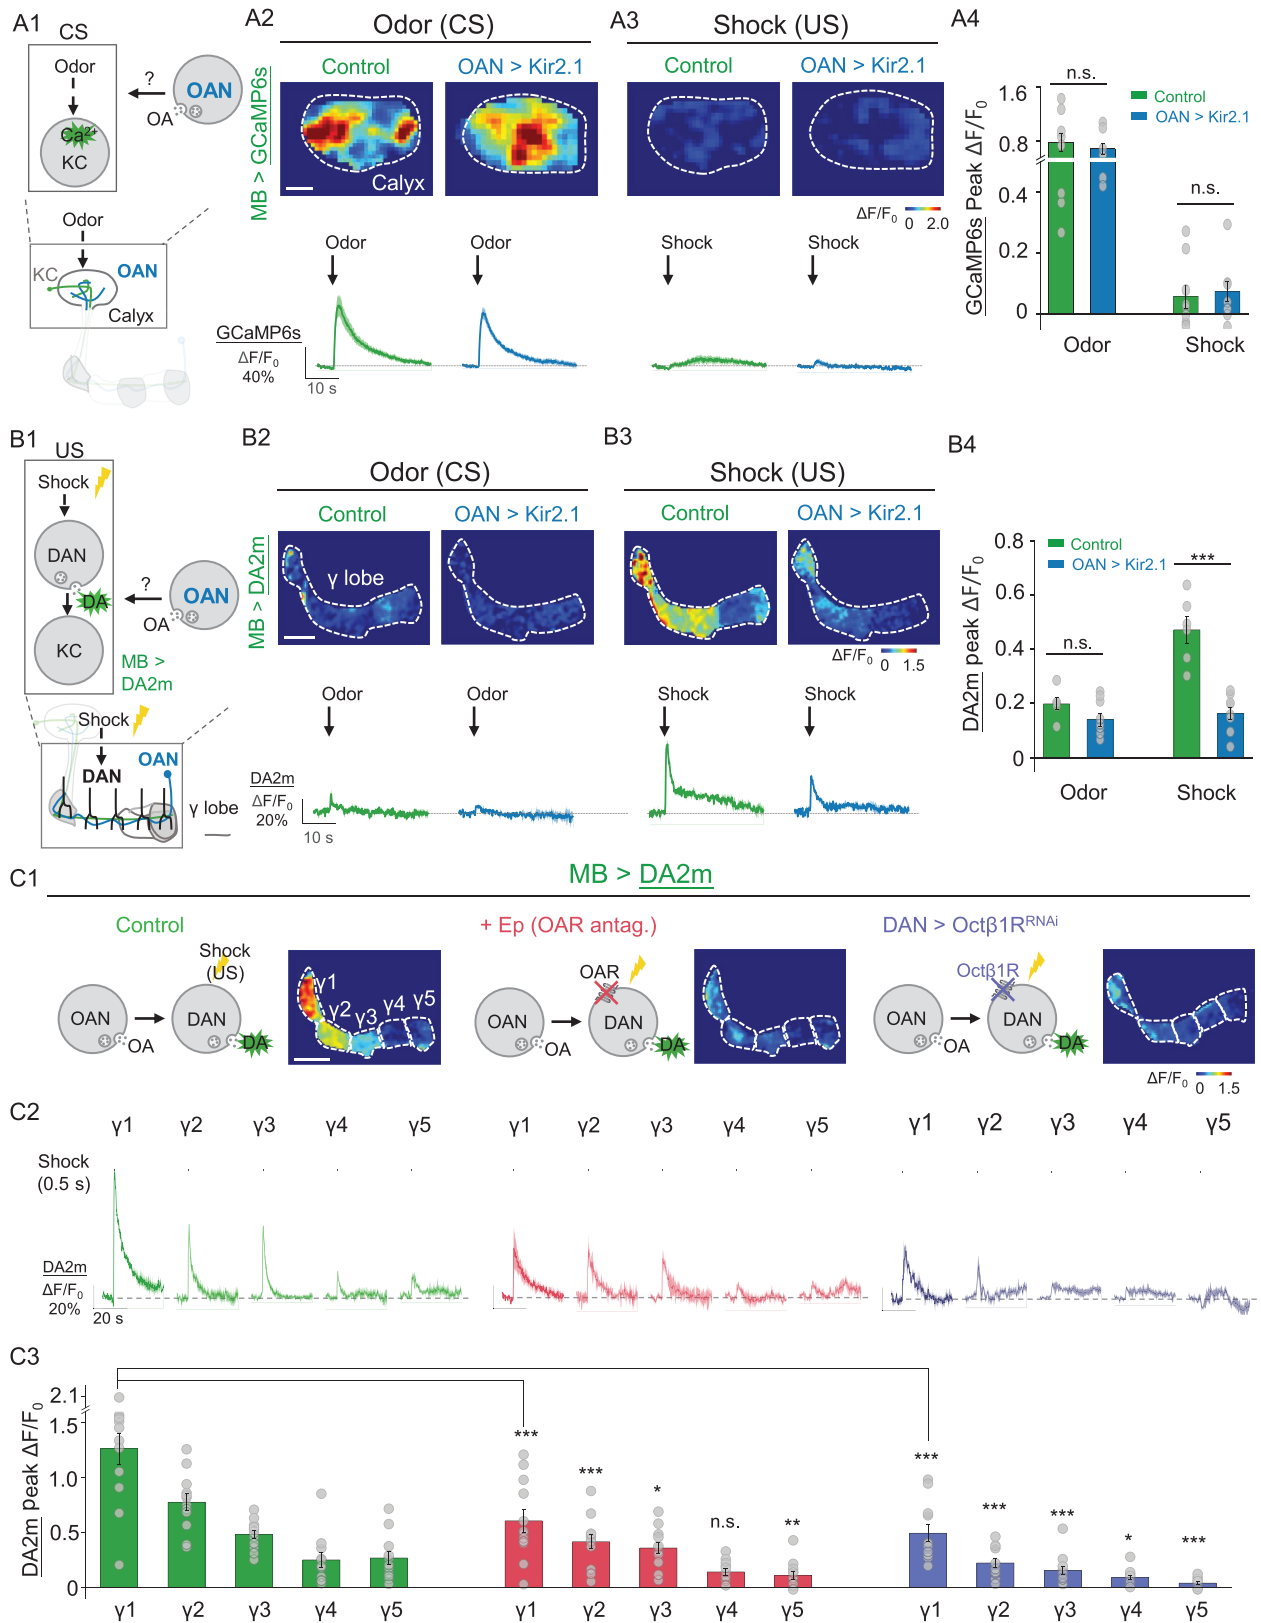 A1
CS
Odor
Ca2+
KC
?
OAN
OA
Odor
KC
OAN
Calyx
A2
Odor (CS)
Control
OAN > Kir2.1
MB > GCaMP6s
Calyx
Odor
Odor
GCaMP6s
ΔF/F0
40%
10 s
A3
Shock (US)
Control
OAN > Kir2.1
ΔF/F0
0 2.0
Shock
Shock
A4
n.s.
Control
OAN > Kir2.1
n.s.
GCaMP6s Peak ΔF/F0
1.6
0.8
0.4
0.2
0
Odor
Shock
B1
US
Shock
DAN
DA
KC
?
OAN
OA
MB >
DA2m
Shock
DAN
OAN
γ lobe
B2
Odor (CS)
Control
OAN > Kir2.1
MB > DA2m
γ lobe
Odor
Odor
DA2m
ΔF/F0
20%
10 s
B3
Shock (US)
Control
OAN > Kir2.1
ΔF/F0
0 1.5
Shock
Shock
B4
Control
OAN > Kir2.1
***
n.s.
DA2m peak ΔF/F0
0.8
0.6
0.4
0.2
0
Odor
Shock
C1
MB > DA2m
Control
Shock
(US)
OAN
DAN
OA
DA
γ1
γ2
γ3
γ4
γ5
+ Ep (OAR antag.)
OAR
OAN
DAN
OA
DA
DAN > Octβ1R RNAi
Octβ1R
OAN
DAN
OA
DA
ΔF/F0
0 1.5
C2
γ1 γ2 γ3 γ4 γ5 γ1 γ2 γ3 γ4 γ5 γ1 γ2 γ3 γ4 γ5
Shock
(0.5 s)
DA2m
ΔF/F0
20%
20 s
C3
DA2m peak ΔF/F0
2.1
1.5
1.0
0.5
0
*** *** * n.s. ** *** *** *** * ***
γ1 γ2 γ3 γ4 γ5 γ1 γ2 γ3 γ4 γ5 γ1 γ2 γ3 γ4 γ5